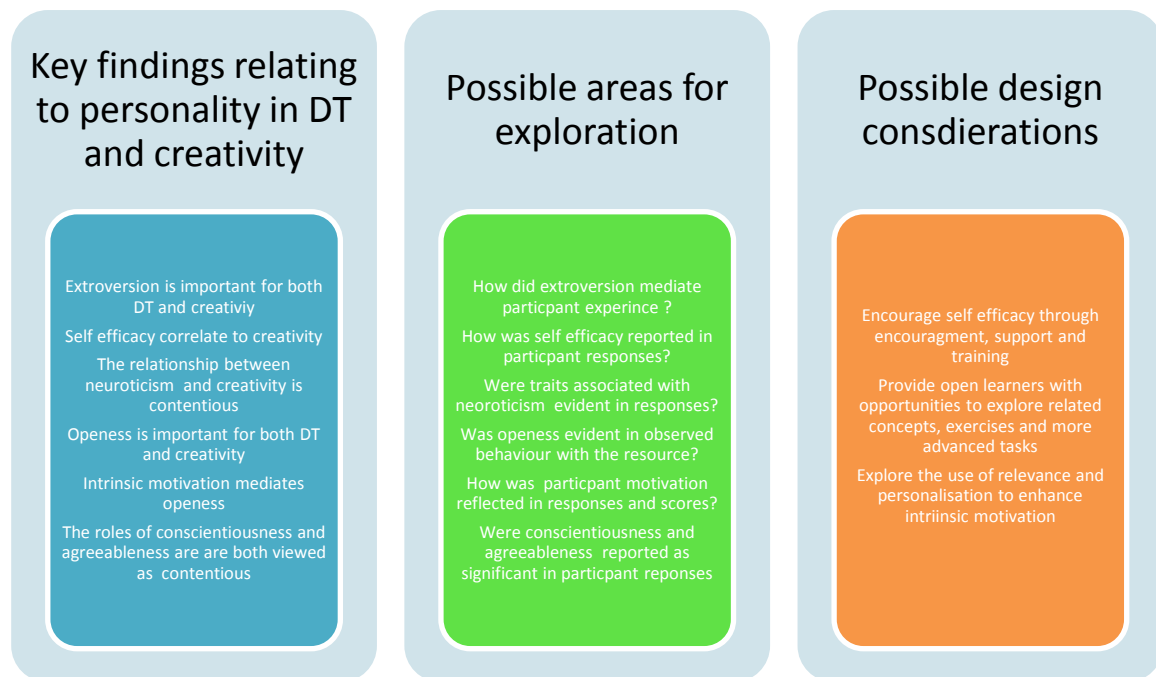 Key findings relating
to personality in DT
and creativity
Extroversion is important for both
DT and creativiy
Self efficacy correlate to creativity
The relationship between
neuroticism and creativity is
contentious
Openess is important for both DT
and creativity
Intrinsic motivation mediates
openess
The roles of conscientiousness and
agreeableness are are both viewed
as contentious
Possible areas for
exploration
How did extroversion mediate
particpant experince ?
How was self efficacy reported in
particpant responses?
Were traits associated with
neoroticism evident in responses?
Was openess evident in observed
behaviour with the resource?
How was particpant motivation
reflected in responses and scores?
Were conscientiousness and
agreeableness reported as
significant in particpant reponses
Possible design
consdierations
Encourage self efficacy through
encouragment, support and
training
Provide open learners with
opportunities to explore related
concepts, exercises and more
advanced tasks
Explore the use of relevance and
personalisation to enhance
intriinsic motivation